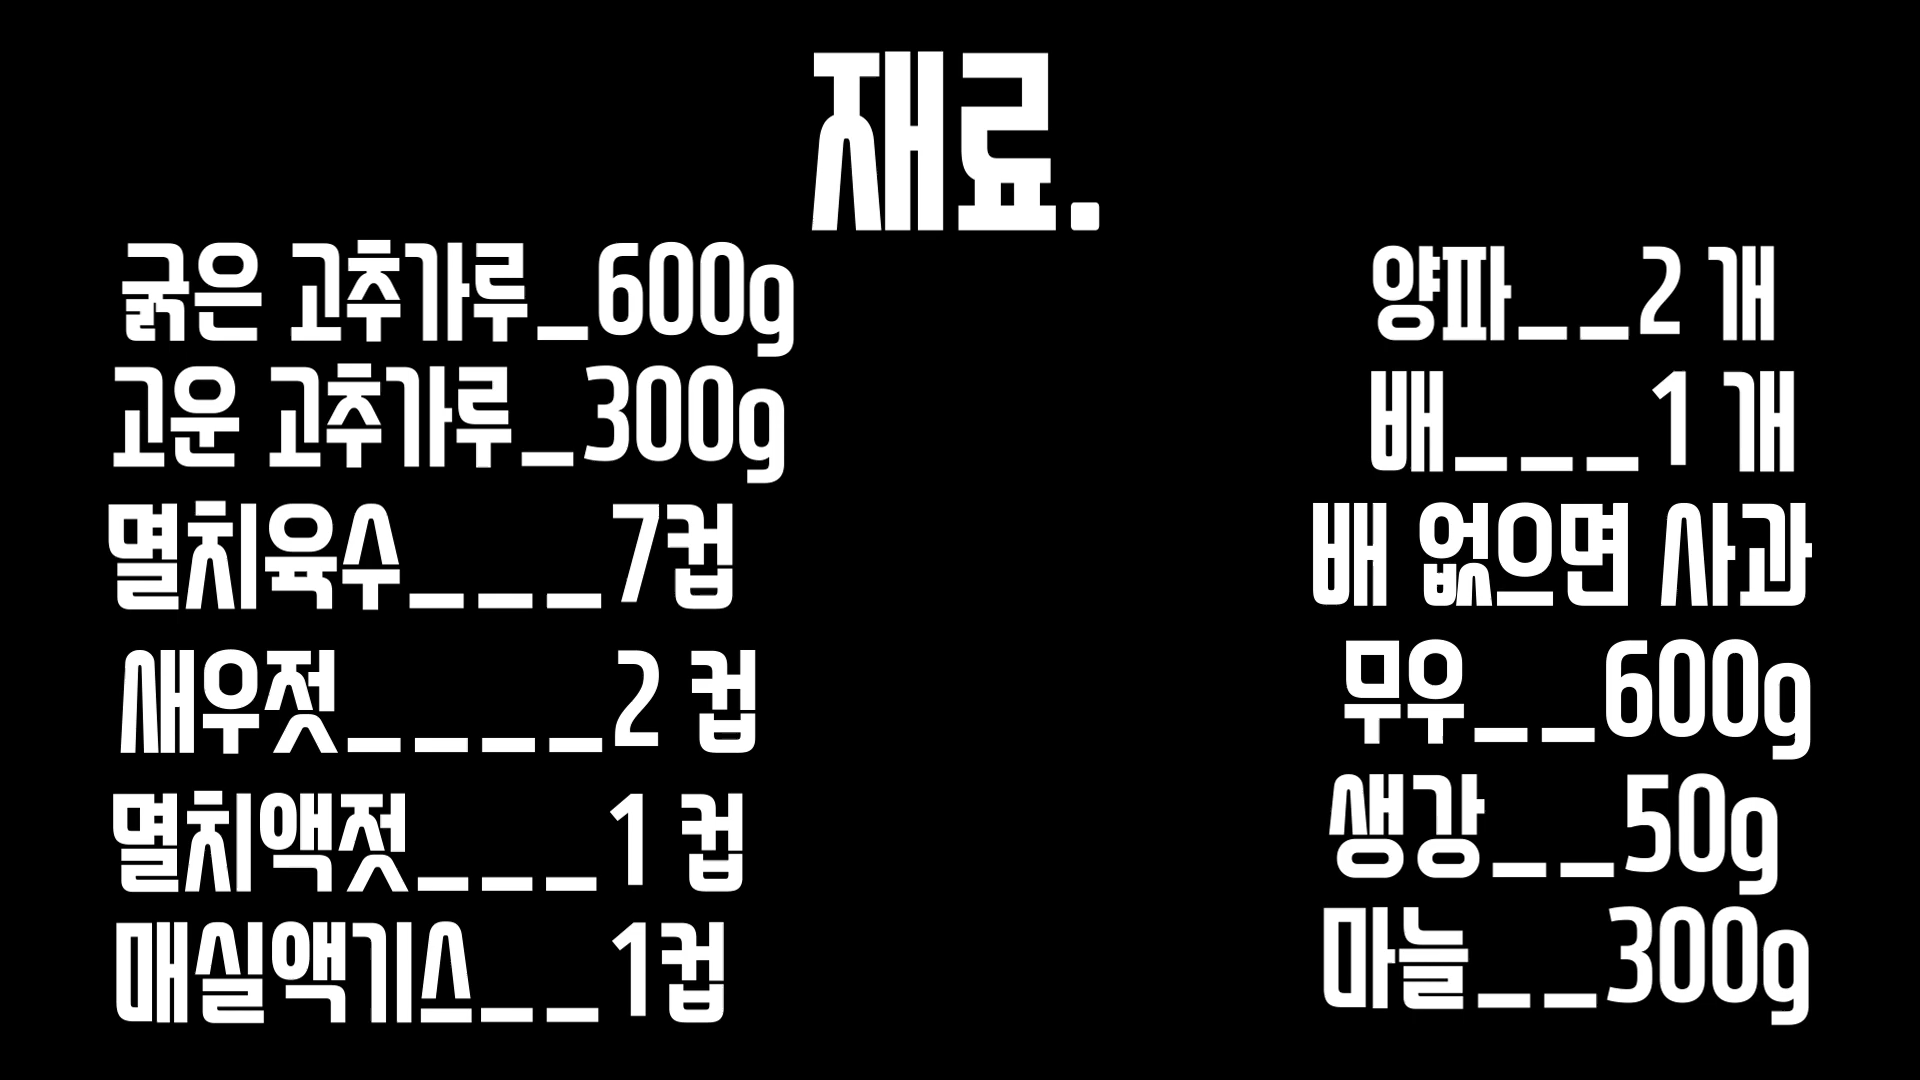 재료.
굵은 고추가루_600g
고운 고추가루_300g
멸치육수___7컵
새우젓____2 컵
멸치액젓___1 컵
매실액기스__1컵
양파__2 개
배___1 개
배 없으면 사과
무우__600g
생강__50g
마늘__300g